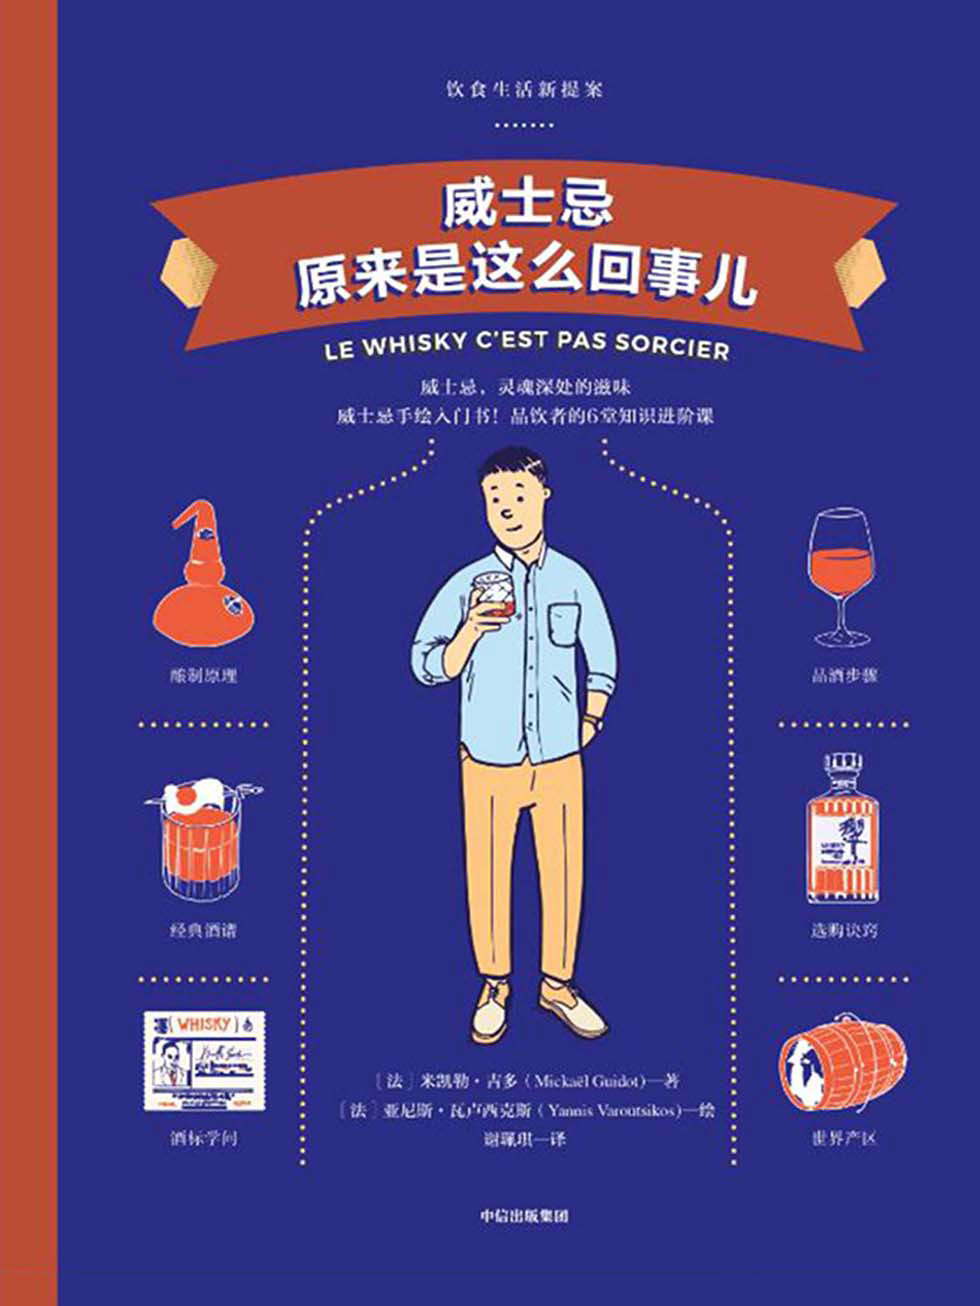 饮食生活新提案
威士忌
原来是这么回事儿
LE WHISKY C'EST PAS SORCIER
威士忌，灵魂深处的滋味
威士忌手绘入门书！品饮者的6堂知识进阶课
酿制原理
品酒步骤
响
WHISKY
经典酒谱
选购诀窍
WHISKY
酒标学问
世界产区
［法］米凯勒·吉多（Mickaël Guidot）—著
［法］亚尼斯·瓦卢西克斯（Yannis Varoutsikos）—绘
谢珮琪—译
中信出版集团